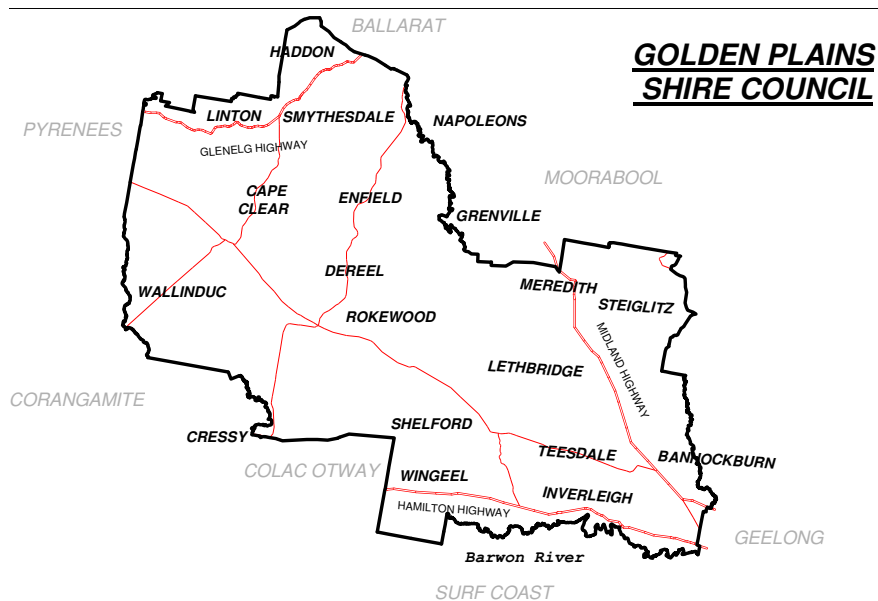 BALLARAT
HADDON
GOLDEN PLAINS
SHIRE COUNCIL
LINTON
SMYTHESDALE
NAPOLEONS
PYRENEES
GLENELG HIGHWAY
MOORABOOL
CAPE
CLEAR
ENFIELD
GRENVILLE
DEREEL
MEREDITH
WALLINDUC
STEIGLITZ
ROKEWOOD
MIDLAND HIGHWAY
LETHBRIDGE
CORANGAMITE
SHELFORD
CRESSY
TEESDALE
BANNOCKBURN
COLAC OTWAY
WINGEEL
INVERLEIGH
HAMILTON HIGHWAY
GEELONG
Barwon River
SURF COAST